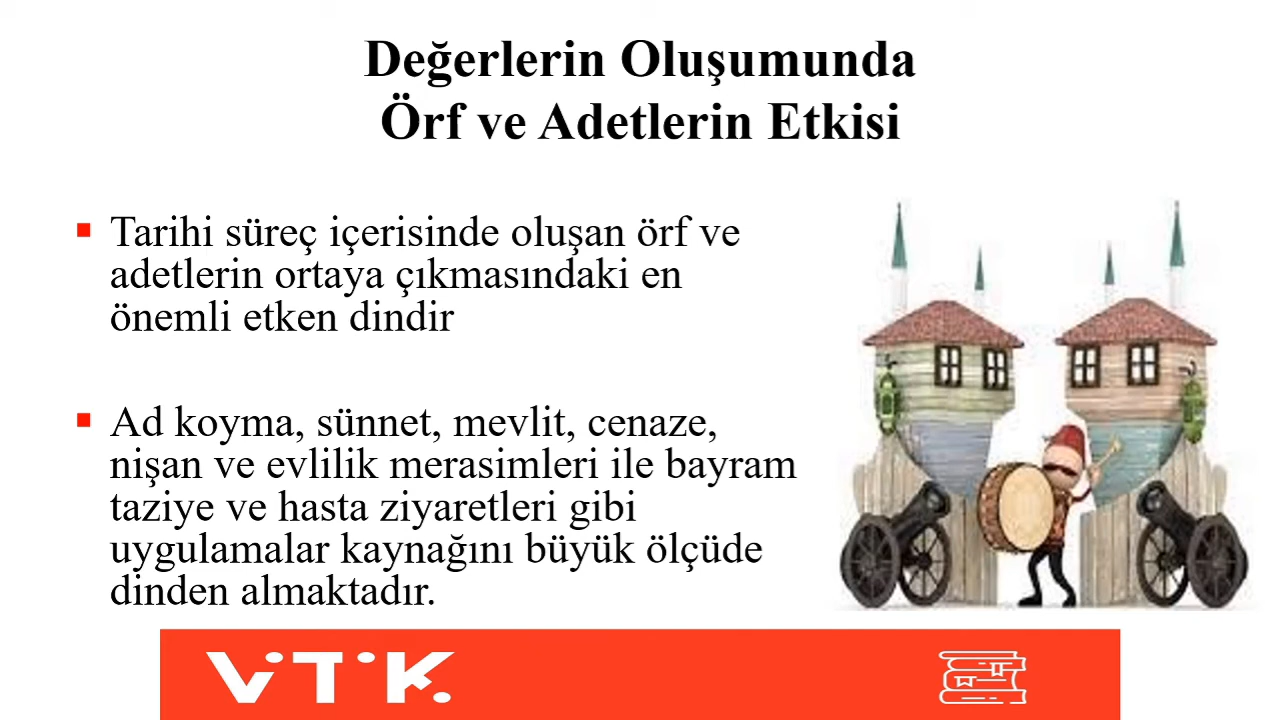 Değerlerin Oluşumunda
Örf ve Adetlerin Etkisi
Tarihi süreç içerisinde oluşan örf ve
adetlerin ortaya çıkmasındaki en
önemli etken dindir
Ad koyma, sünnet, mevlit, cenaze,
nişan ve evlilik merasimleri ile bayram
taziye ve hasta ziyaretleri gibi
uygulamalar kaynağını büyük ölçüde
dinden almaktadır.
ViTiK